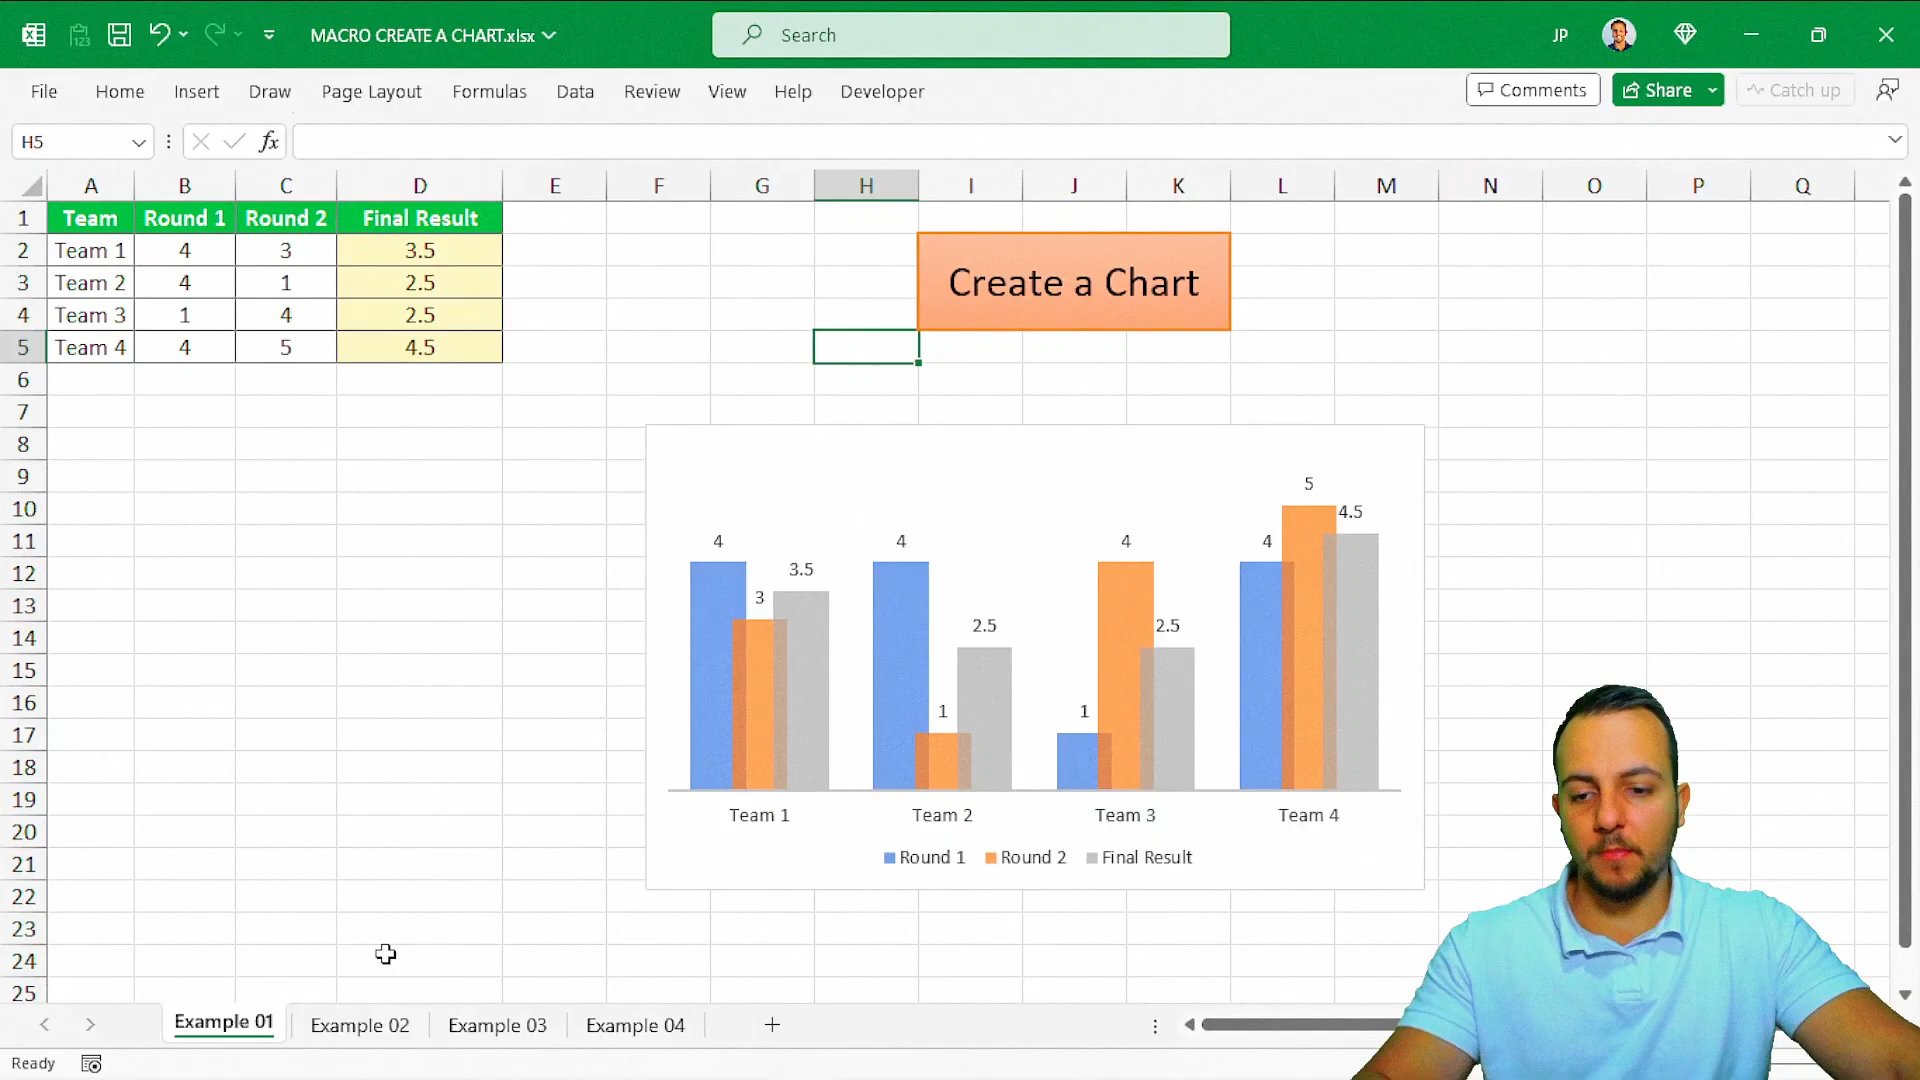 MACRO CREATE A CHART.xlsx
Search
JP
File Home Insert Draw Page Layout Formulas Data Review View Help Developer
Comments Share Catch up
H5 fx
A B C D E F G H I J K L M N O P Q
1 Team Round 1 Round 2 Final Result
2 Team 1 4 3 3.5
3 Team 2 4 1 2.5
4 Team 3 1 4 2.5
5 Team 4 4 5 4.5
Create a Chart
6
7
8
9
10
11
12
13
14
15
16
17
18
19
20
21
22
23
24
25
4 3 3.5
4 1 2.5
1 4 2.5
4 5 4.5
Team 1 Team 2 Team 3 Team 4
Round 1 Round 2 Final Result
Example 01 Example 02 Example 03 Example 04
Ready